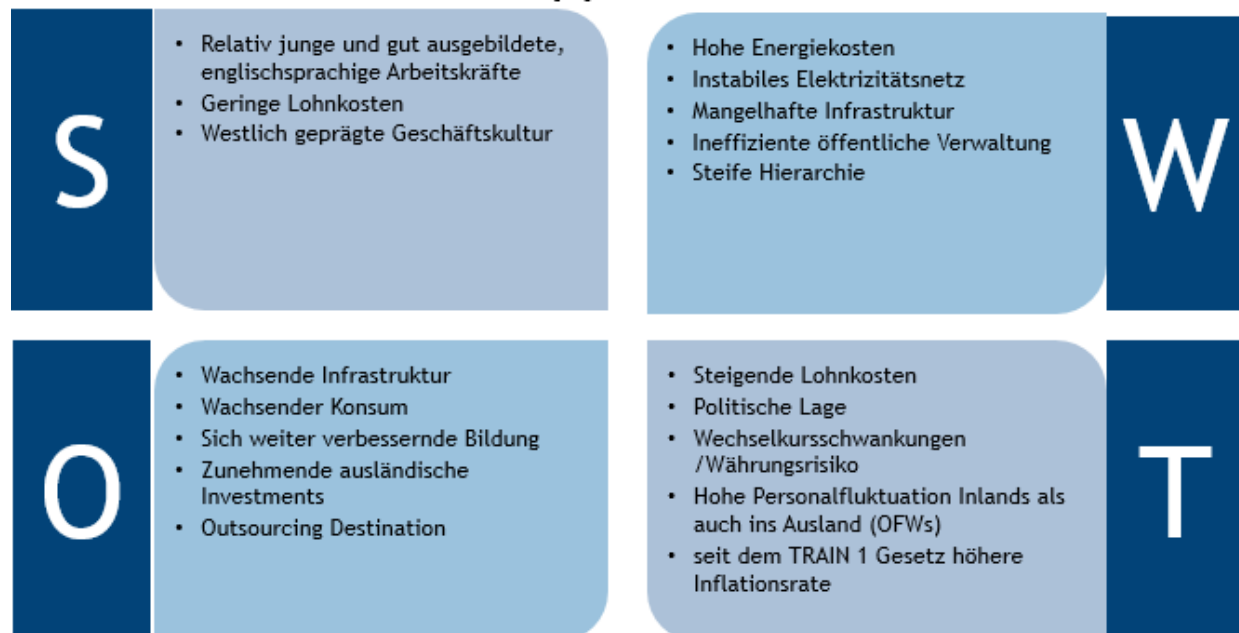 S
• Relativ junge und gut ausgebildete,
englischsprachige Arbeitskräfte
• Geringe Lohnkosten
• Westlich geprägte Geschäftskultur
• Hohe Energiekosten
• Instabiles Elektrizitätsnetz
• Mangelhafte Infrastruktur
• Ineffiziente öffentliche Verwaltung
• Steife Hierarchie
W
O
• Wachsende Infrastruktur
• Wachsender Konsum
• Sich weiter verbessernde Bildung
• Zunehmende ausländische
Investments
• Outsourcing Destination
• Steigende Lohnkosten
• Politische Lage
• Wechselkursschwankungen
/Währungsrisiko
• Hohe Personalfluktuation Inlands als
auch ins Ausland (OFWs)
• seit dem TRAIN 1 Gesetz höhere
Inflationsrate
T